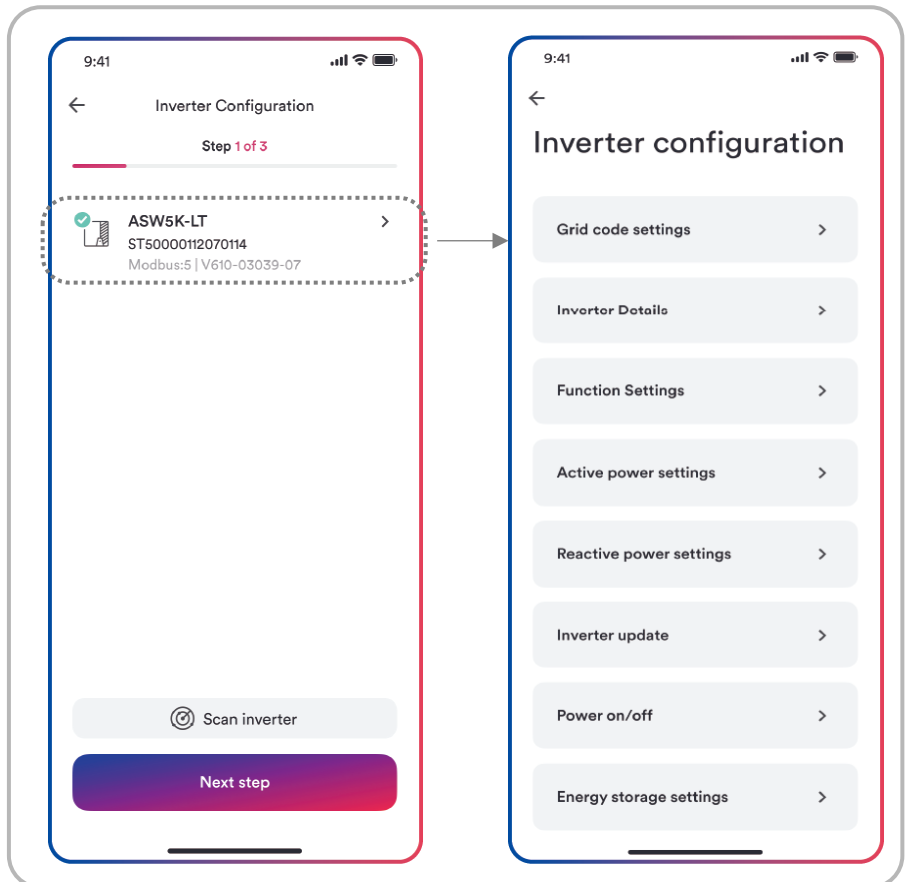 9:41
Inverter Configuration
Step 1 of 3
ASW5K-LT
ST50000112070114
Modbus:5 | V610-03039-07
Scan inverter
Next step
9:41
Inverter configuration
Grid code settings
Inverter Details
Function Settings
Active power settings
Reactive power settings
Inverter update
Power on/off
Energy storage settings